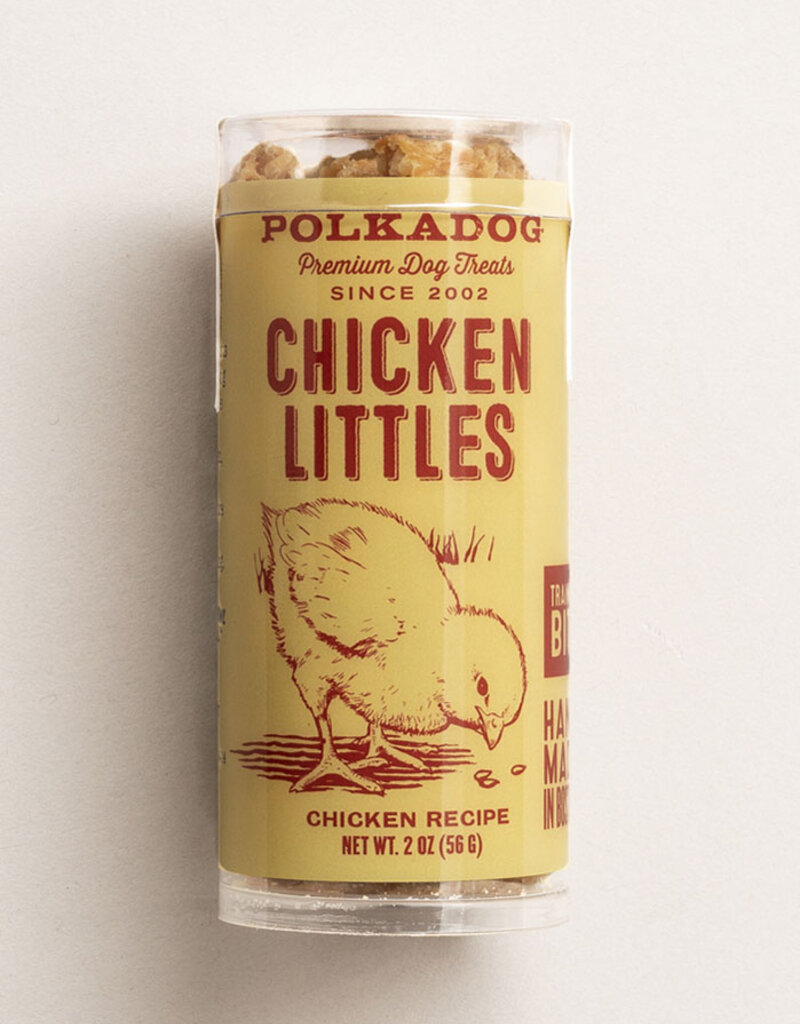 POLKADOG
Premium Dog Treats
SINCE 2002
CHICKEN
LITTLES
CHICKEN RECIPE
NET WT. 2 OZ (56 G)